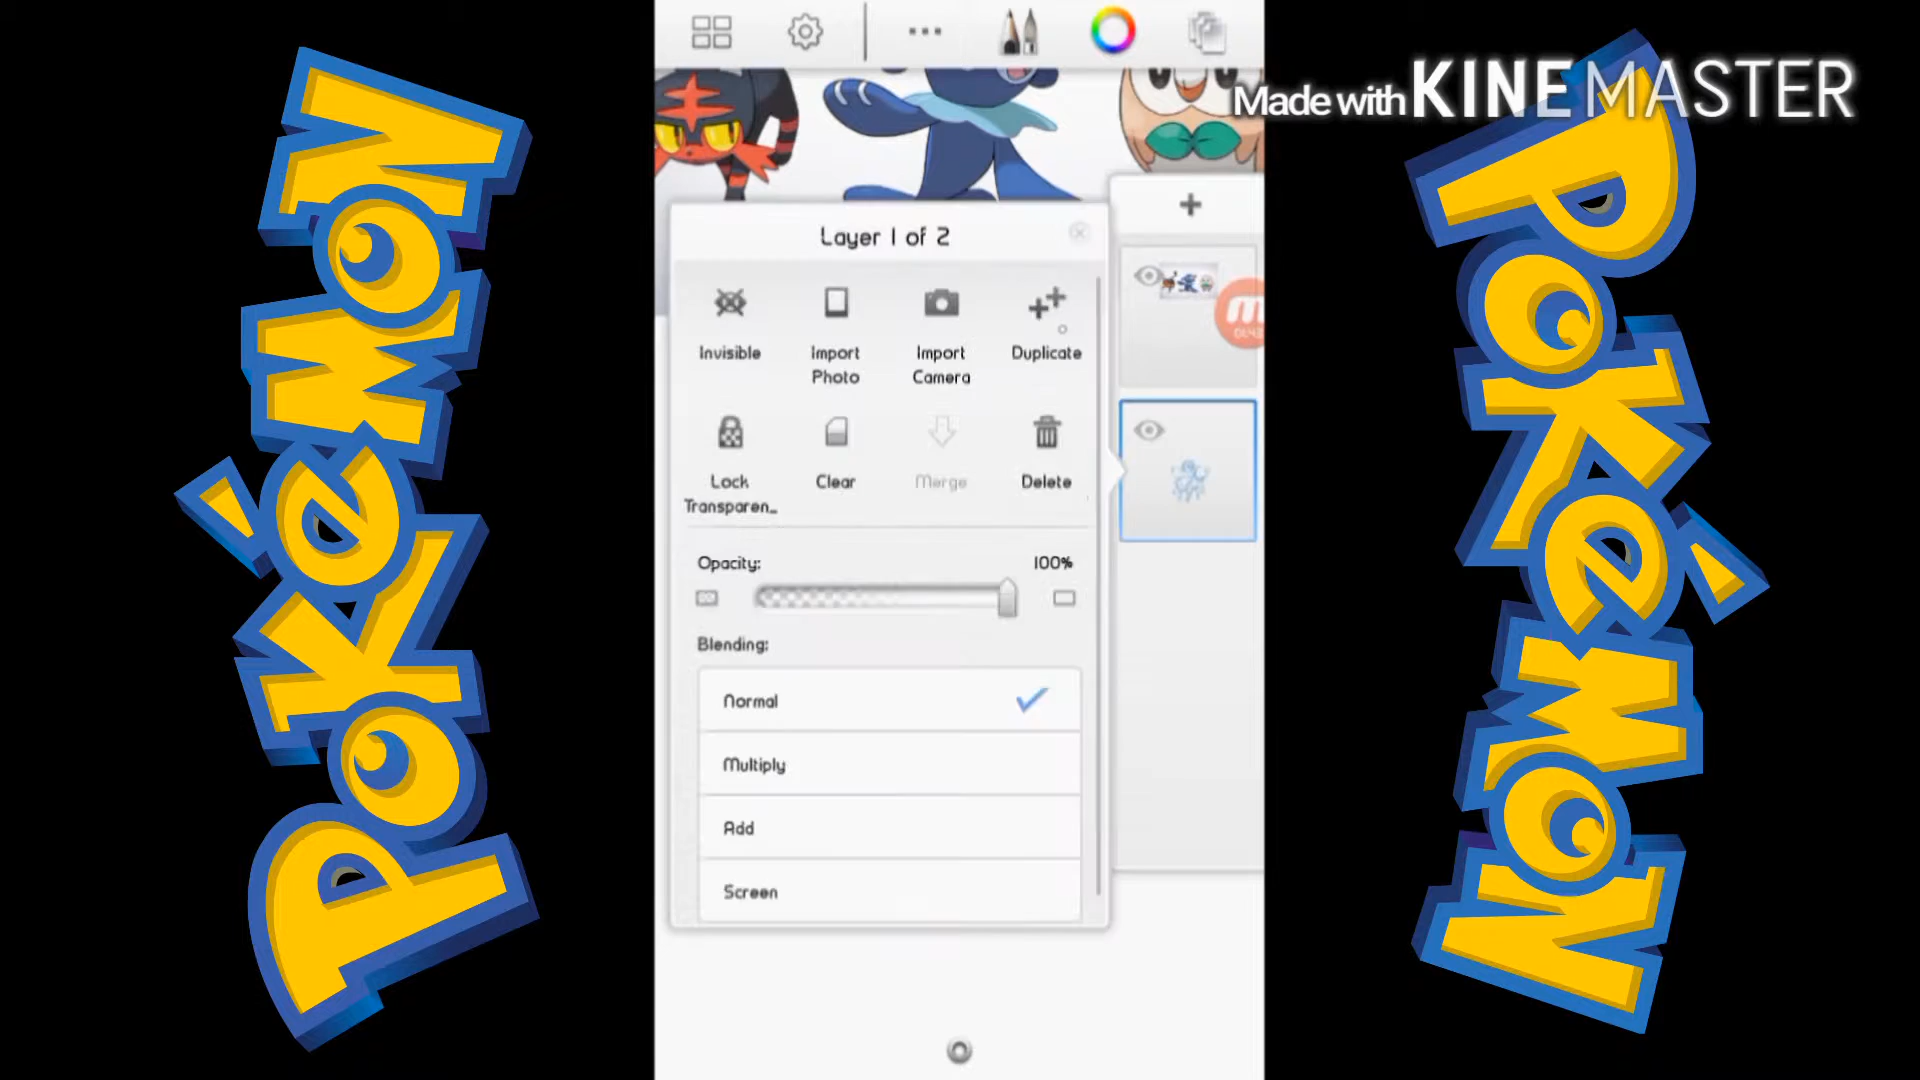 Made with KINEMASTER
POKéMON
POKéMON
Layer 1 of 2
Invisible
Import Photo
Import Camera
Duplicate
Lock Transparen...
Clear
Merge
Delete
Opacity:
100%
Blending:
Normal
Multiply
Add
Screen